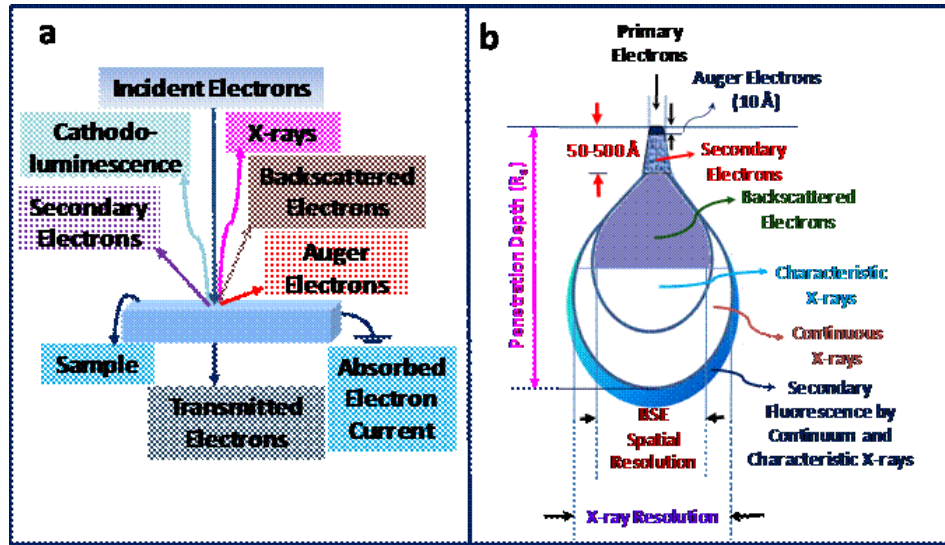 a
Incident Electrons
Cathodo-
luminescence
X-rays
Backscattered
Electrons
Secondary
Electrons
Auger
Electrons
Sample
Transmitted
Electrons
Absorbed
Electron
Current
b
Primary
Electrons
Auger Electrons
(10 Å)
50-500 Å
Secondary
Electrons
Backscattered
Electrons
Penetration Depth (Re)
Characteristic
X-rays
Continuous
X-rays
Secondary
Fluorescence by
Continuum and
Characteristic X-rays
BSE
Spatial
Resolution
X-ray Resolution